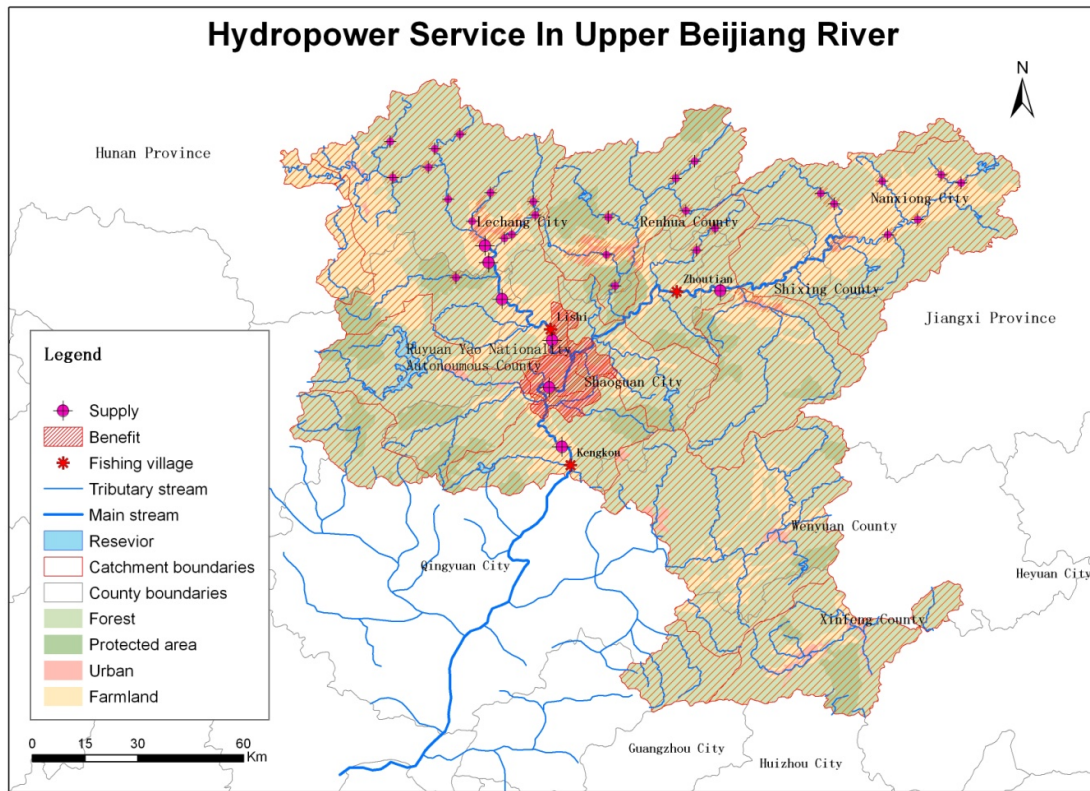 Hydropower Service In Upper Beijiang River
N
Hunan Province
Nanxiong City
Lechang City
Renhua County
Zhoutian
Shixing County
Jiangxi Province
Lishi
Ruyuan Yao Nationality
Autonoumous County
Shaoguan City
Kengkou
Wenyuan County
Qingyuan City
Heyuan City
Xinfeng County
Guangzhou City
Huizhou City
Legend
Supply
Benefit
Fishing village
Tributary stream
Main stream
Resevior
Catchment boundaries
County boundaries
Forest
Protected area
Urban
Farmland
0 15 30 60
Km